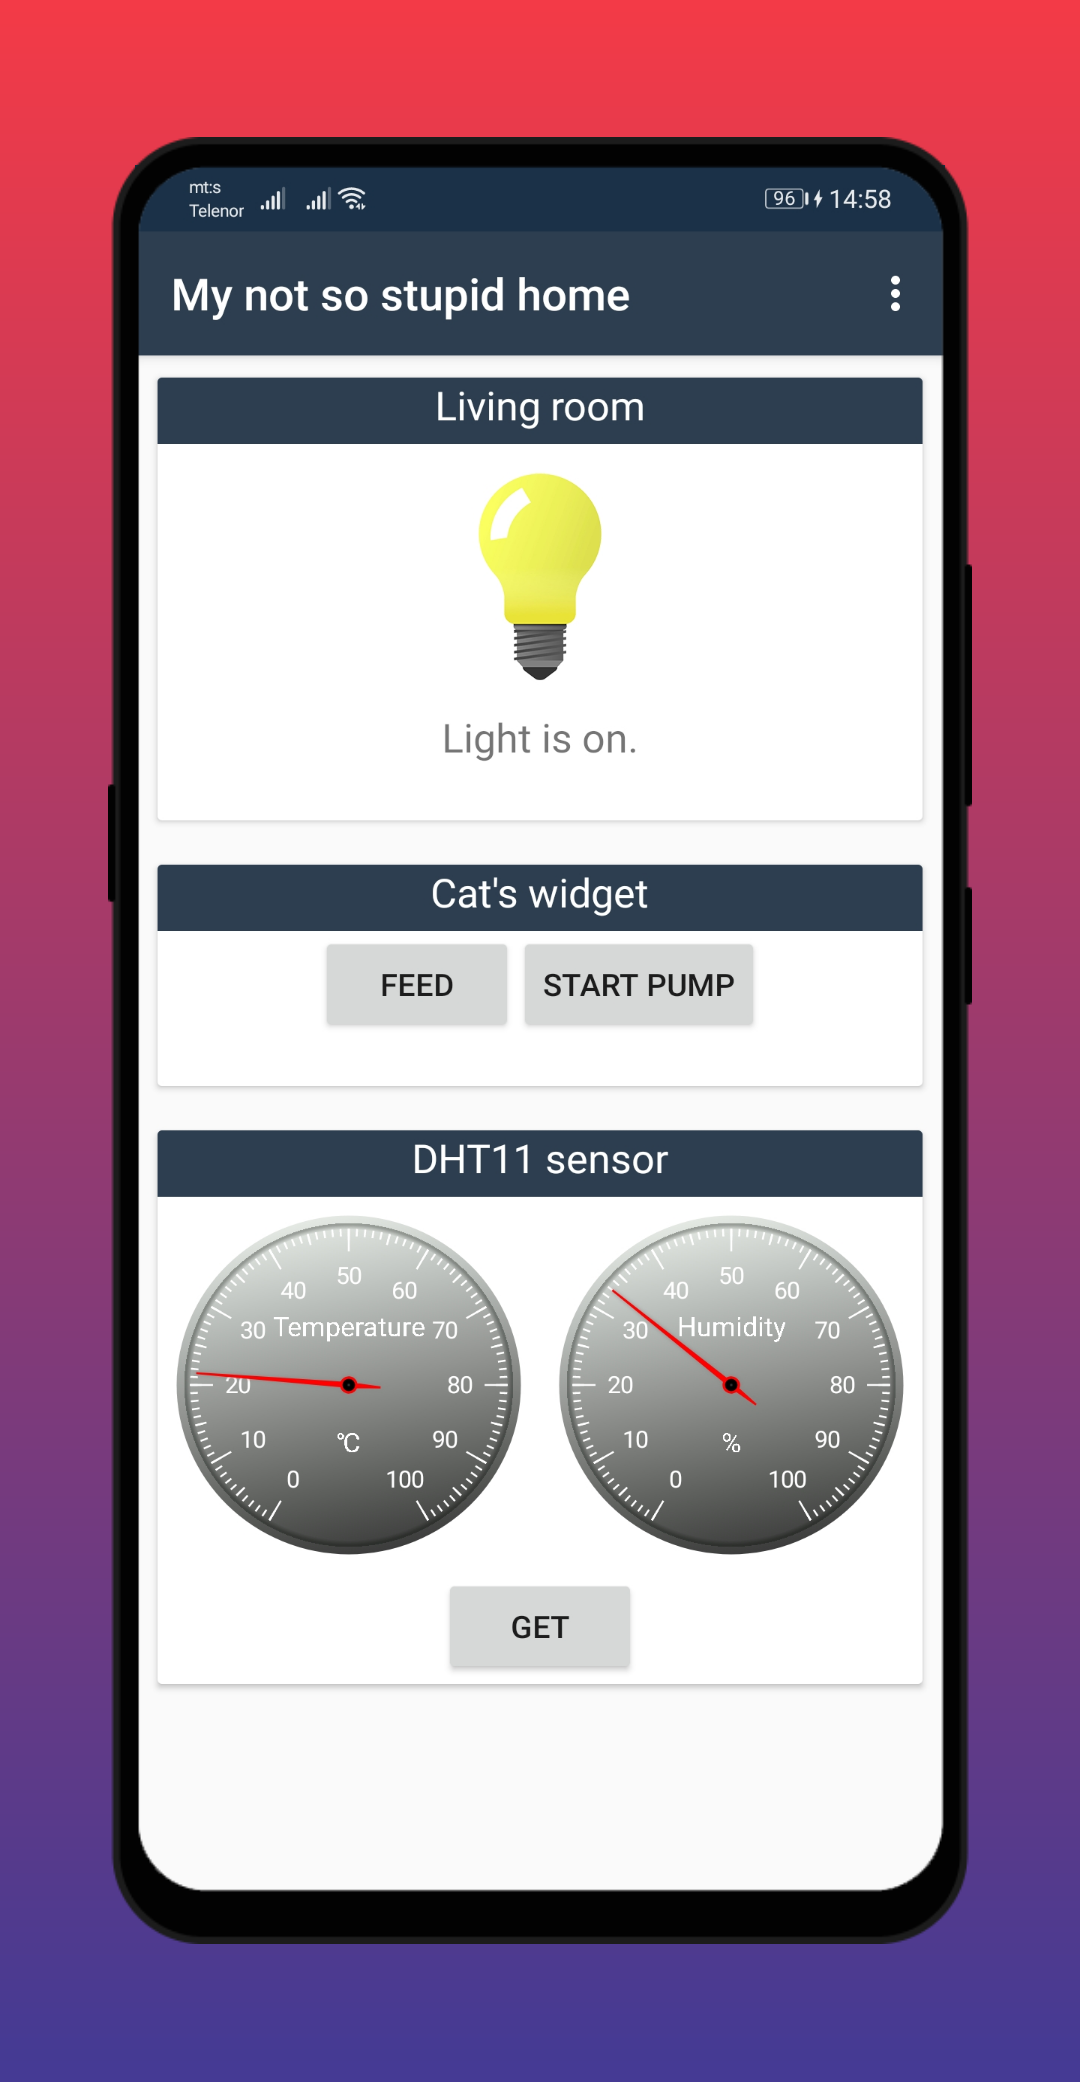 mt:s
Telenor
96 14:58
My not so stupid home
Living room
Light is on.
Cat's widget
FEED START PUMP
DHT11 sensor
0 10 20 30 40 50 60 70 80 90 100
Temperature
℃
0 10 20 30 40 50 60 70 80 90 100
Humidity
%
GET